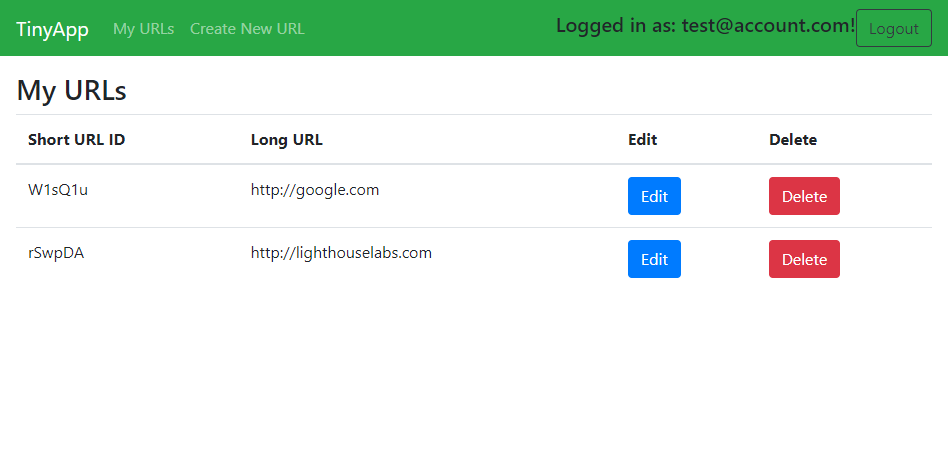 TinyApp My URLs Create New URL Logged in as: test@account.com! Logout
My URLs
Short URL ID Long URL Edit Delete
W1sQ1u http://google.com Edit Delete
rSwpDA http://lighthouselabs.com Edit Delete